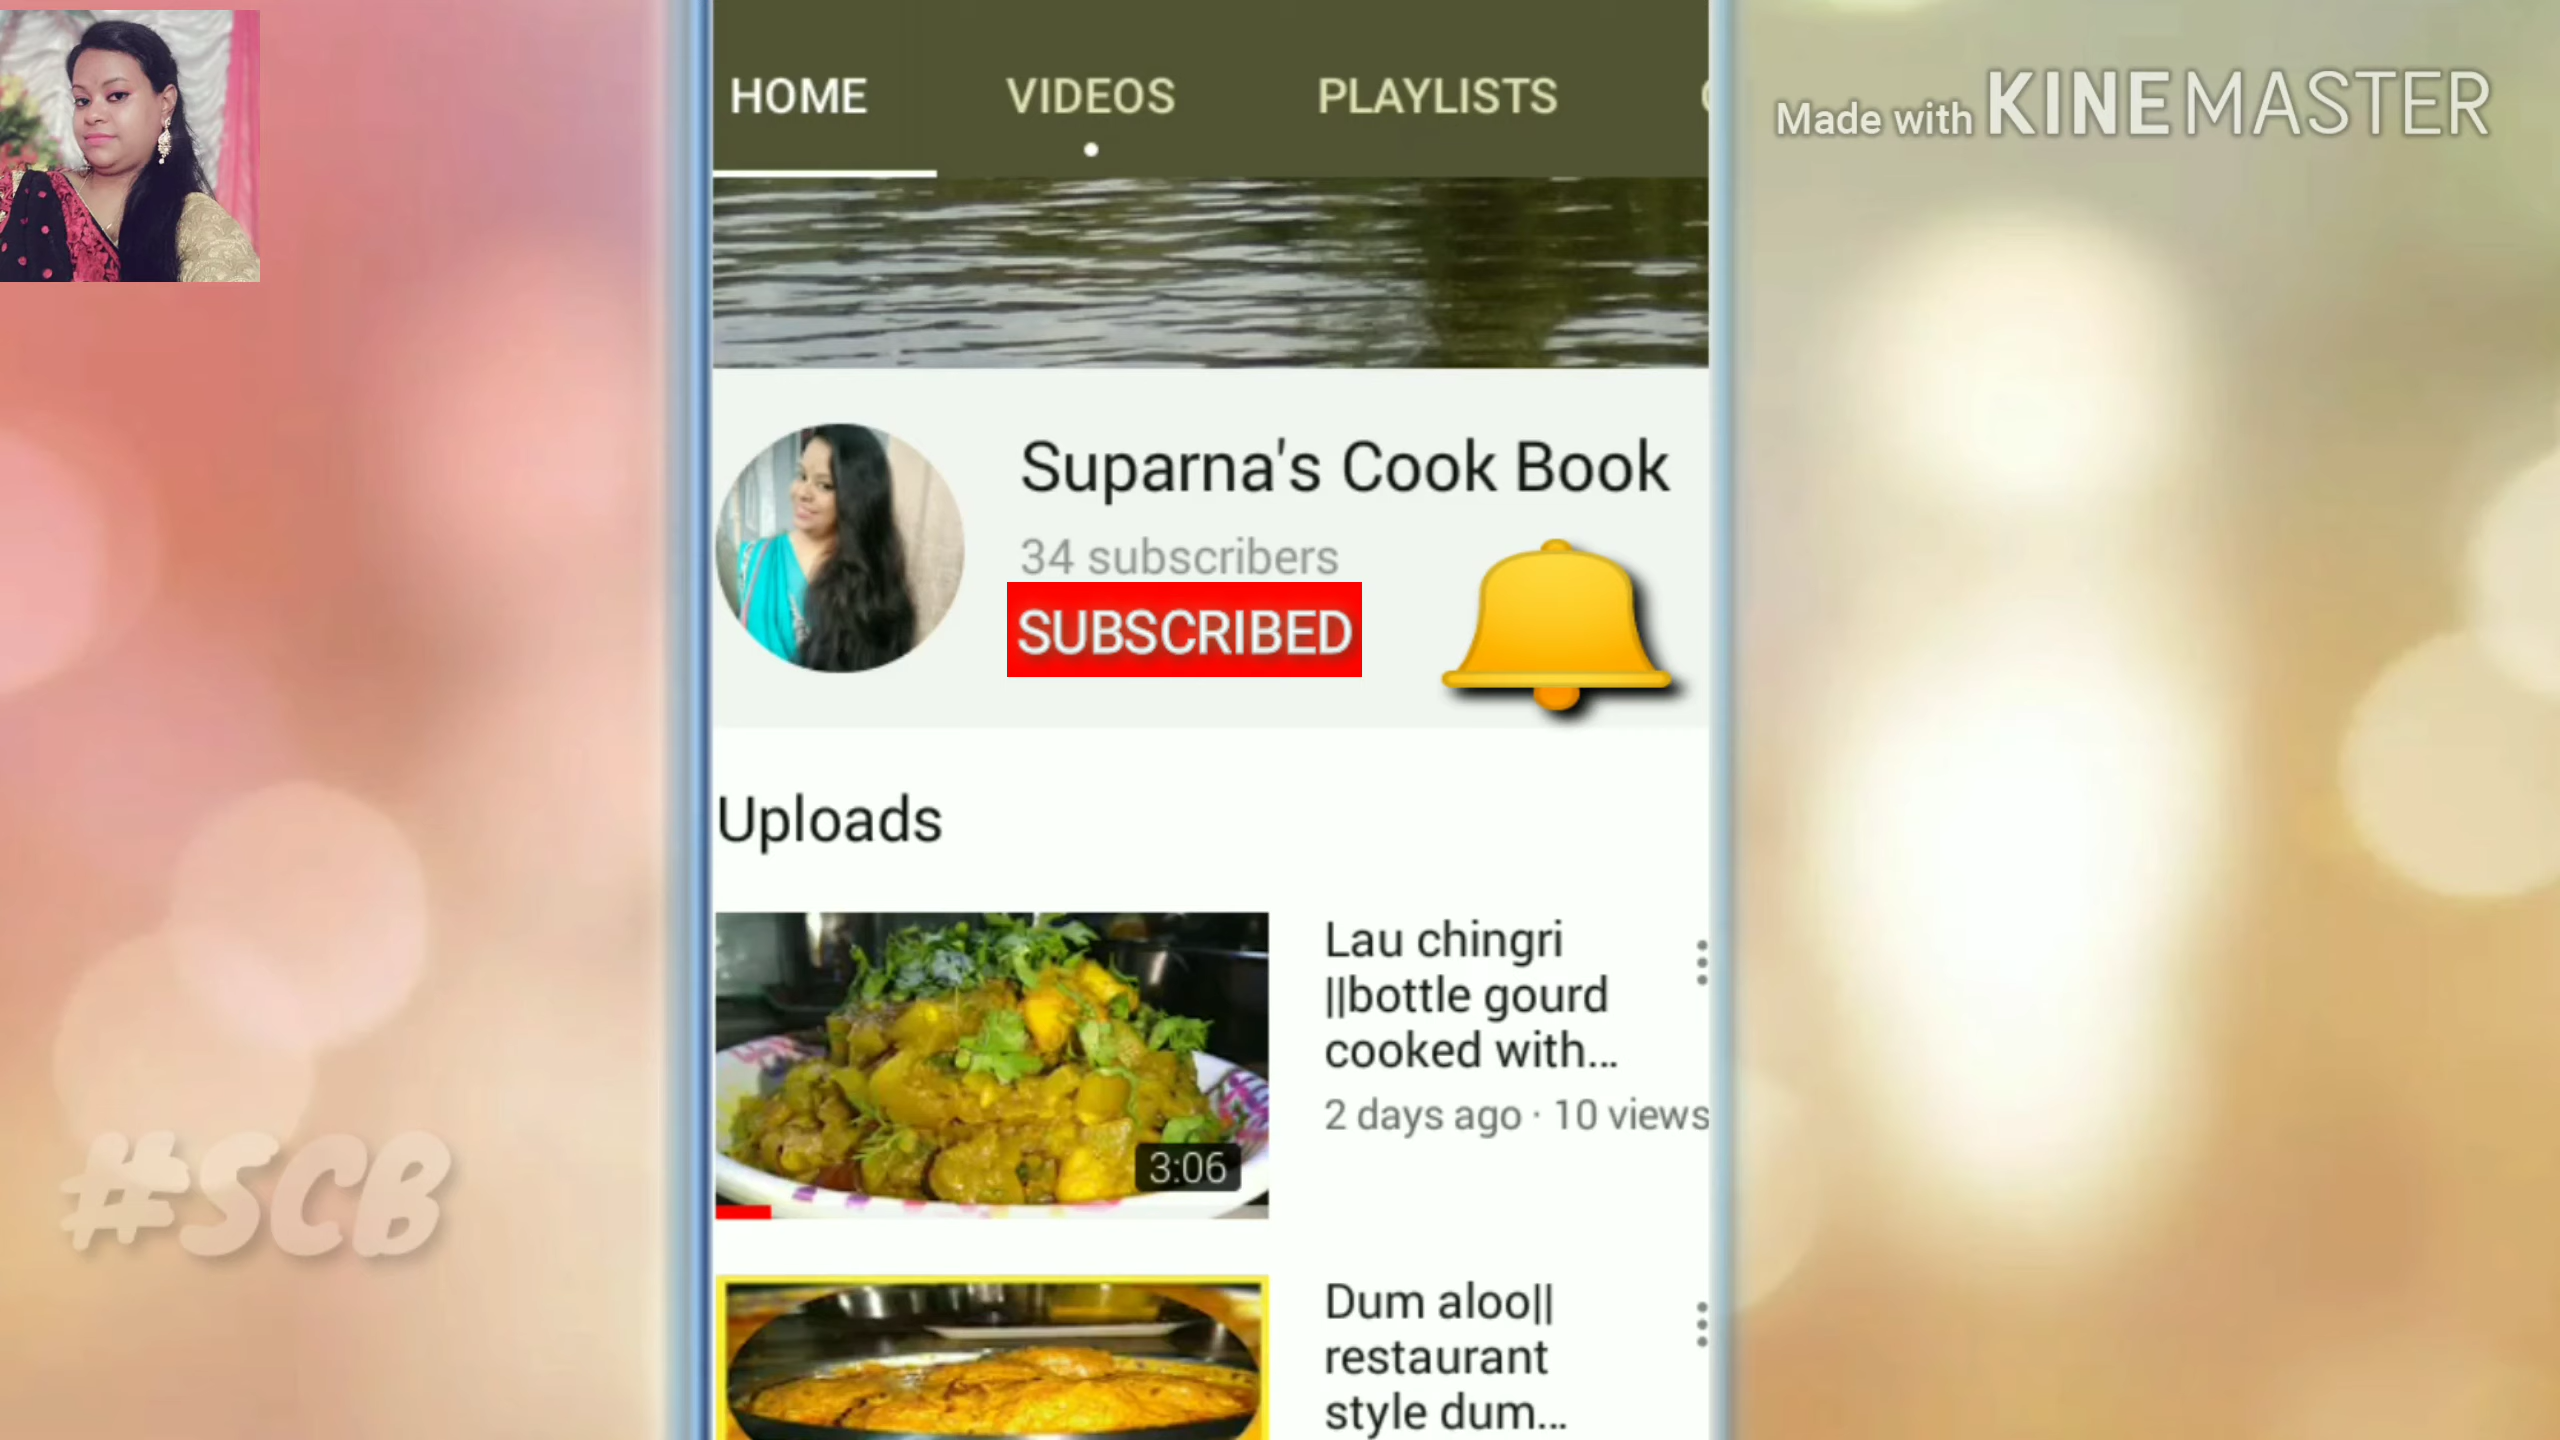 HOME VIDEOS PLAYLISTS
Made with KINEMASTER
Suparna's Cook Book
34 subscribers
SUBSCRIBED
Uploads
Lau chingri
||bottle gourd
cooked with...
2 days ago · 10 views
3:06
#SCB
Dum aloo||
restaurant
style dum...